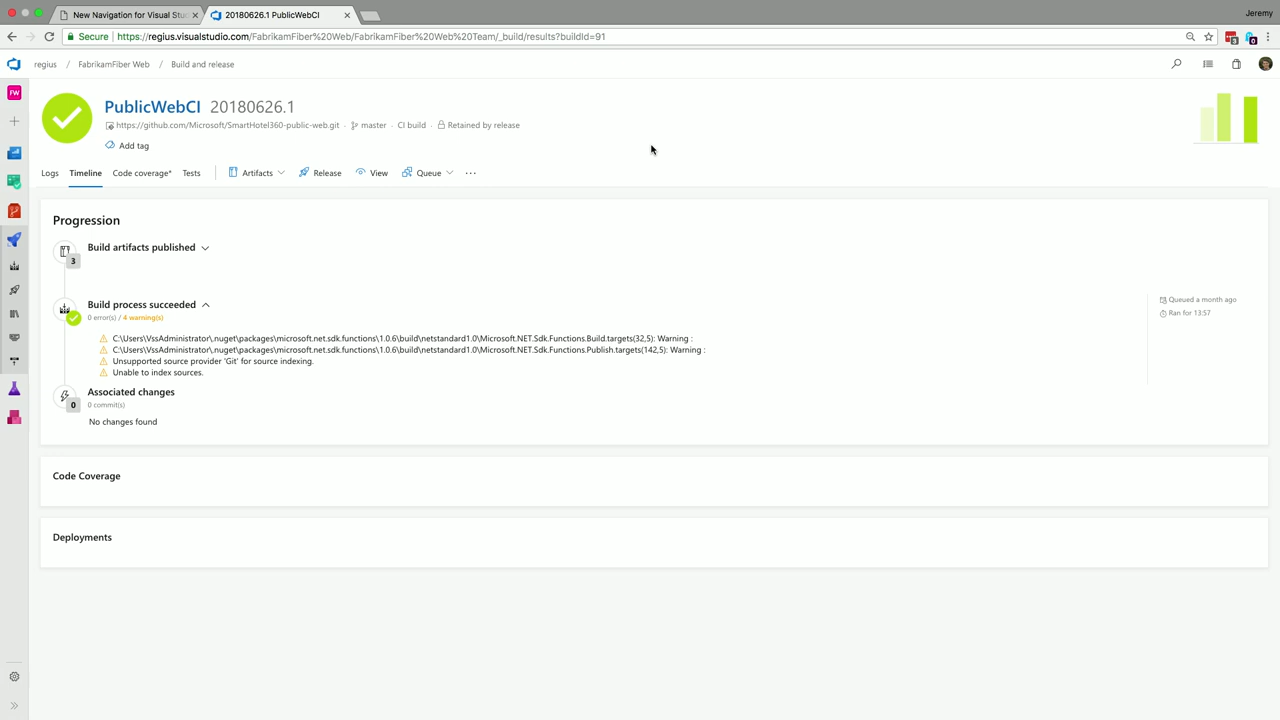 New Navigation for Visual Stu
20180626.1 PublicWebCI
Jeremy
Secure
https://regius.visualstudio.com/FabrikamFiber%20Web/FabrikamFiber%20Web%20Team/_build/results?buildId=91
3
0
regius / FabrikamFiber Web / Build and release
FW
PublicWebCI 20180626.1
https://github.com/Microsoft/SmartHotel360-public-web.git · master · CI build · Retained by release
Add tag
Logs Timeline Code coverage* Tests Artifacts Release View Queue ...
Progression
Build artifacts published
3
Build process succeeded
0 error(s) / 4 warning(s)
Queued a month ago
Ran for 13:57
C:\Users\VssAdministrator\.nuget\packages\microsoft.net.sdk.functions\1.0.6\build\netstandard1.0\Microsoft.NET.Sdk.Functions.Build.targets(32,5): Warning :
C:\Users\VssAdministrator\.nuget\packages\microsoft.net.sdk.functions\1.0.6\build\netstandard1.0\Microsoft.NET.Sdk.Functions.Publish.targets(142,5): Warning :
Unsupported source provider 'Git' for source indexing.
Unable to index sources.
Associated changes
0
0 commit(s)
No changes found
Code Coverage
Deployments